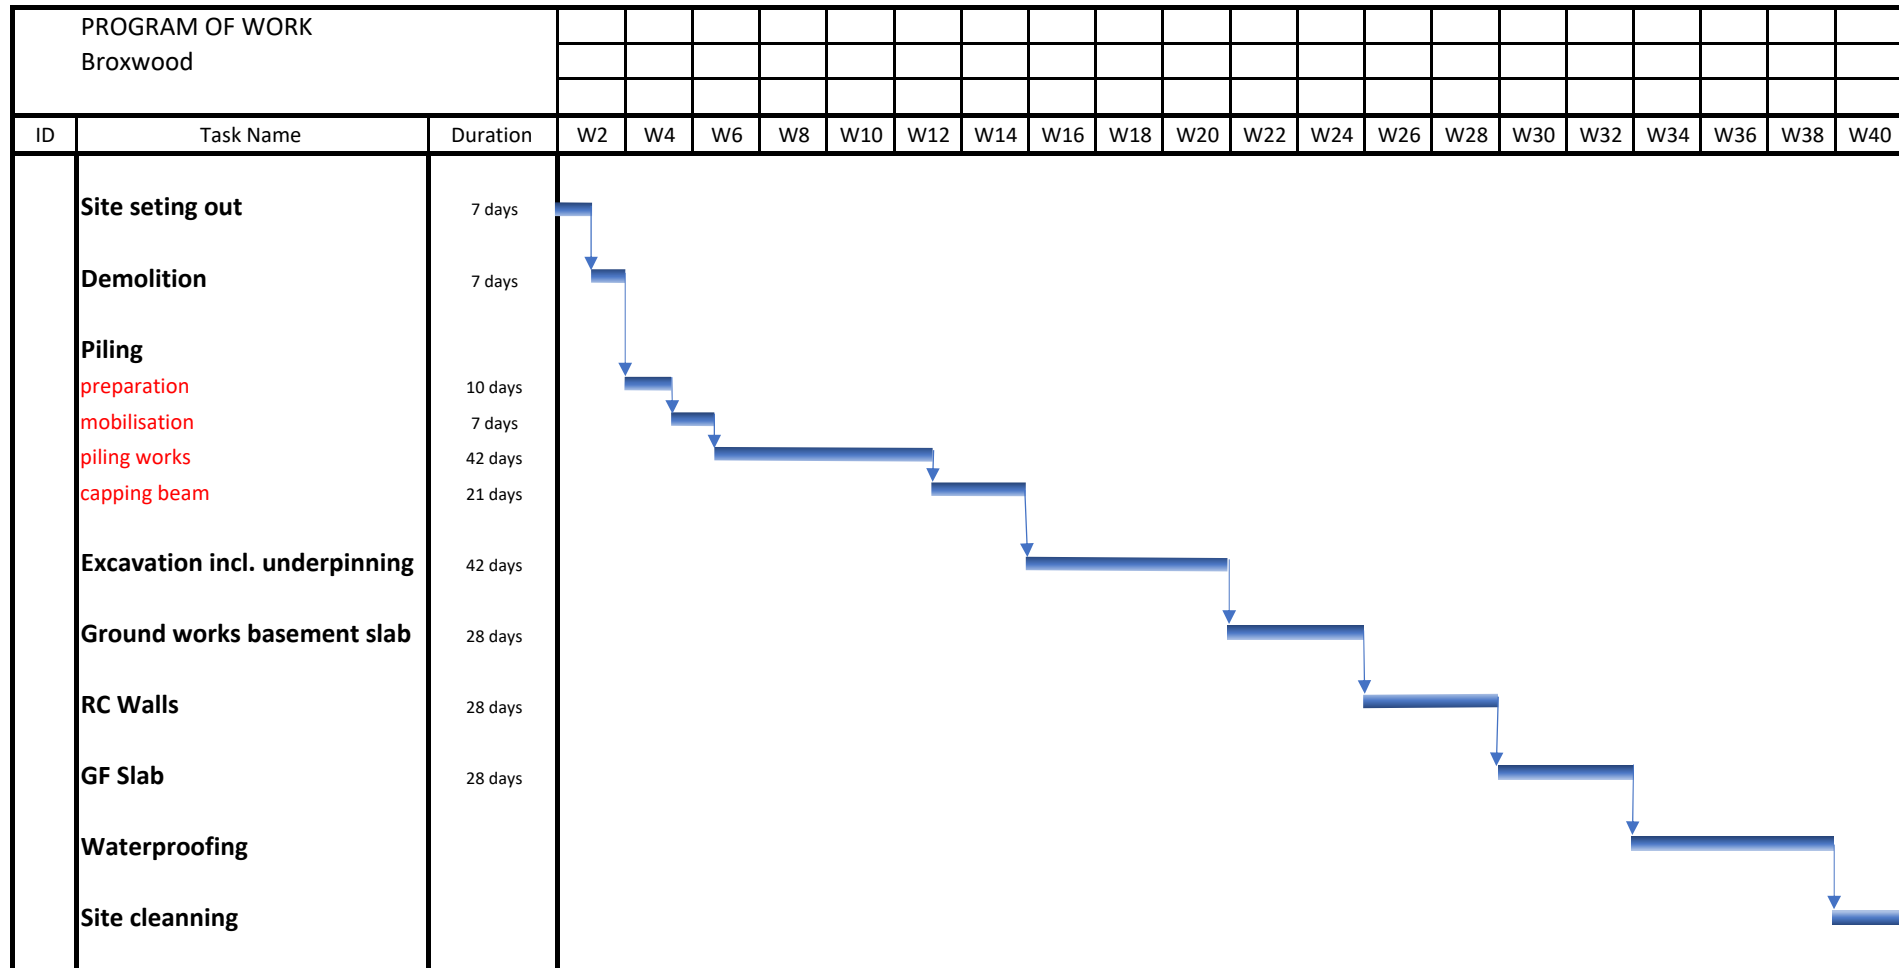 PROGRAM OF WORK
Broxwood
ID Task Name Duration W2 W4 W6 W8 W10 W12 W14 W16 W18 W20 W22 W24 W26 W28 W30 W32 W34 W36 W38 W40
Site seting out 7 days
Demolition 7 days
Piling
preparation 10 days
mobilisation 7 days
piling works 42 days
capping beam 21 days
Excavation incl. underpinning 42 days
Ground works basement slab 28 days
RC Walls 28 days
GF Slab 28 days
Waterproofing
Site cleanning